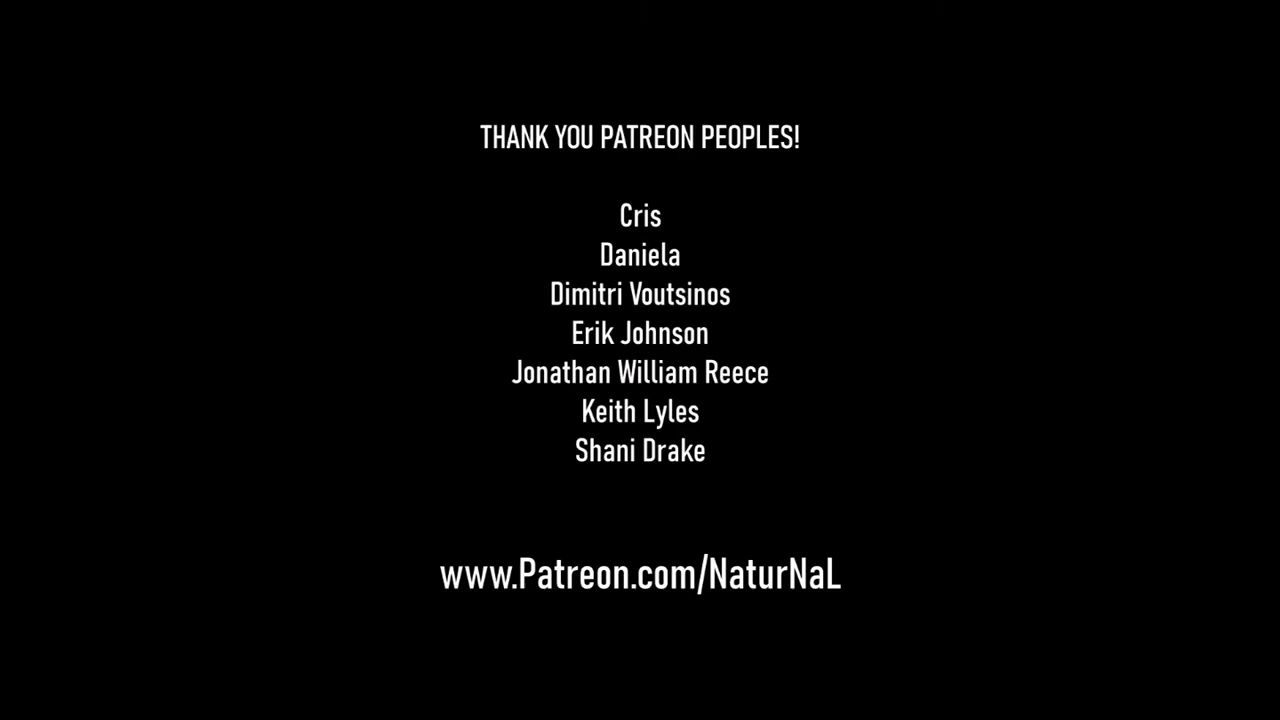 THANK YOU PATREON PEOPLES!
Cris
Daniela
Dimitri Voutsinos
Erik Johnson
Jonathan William Reece
Keith Lyles
Shani Drake
www.Patreon.com/NaturNaL